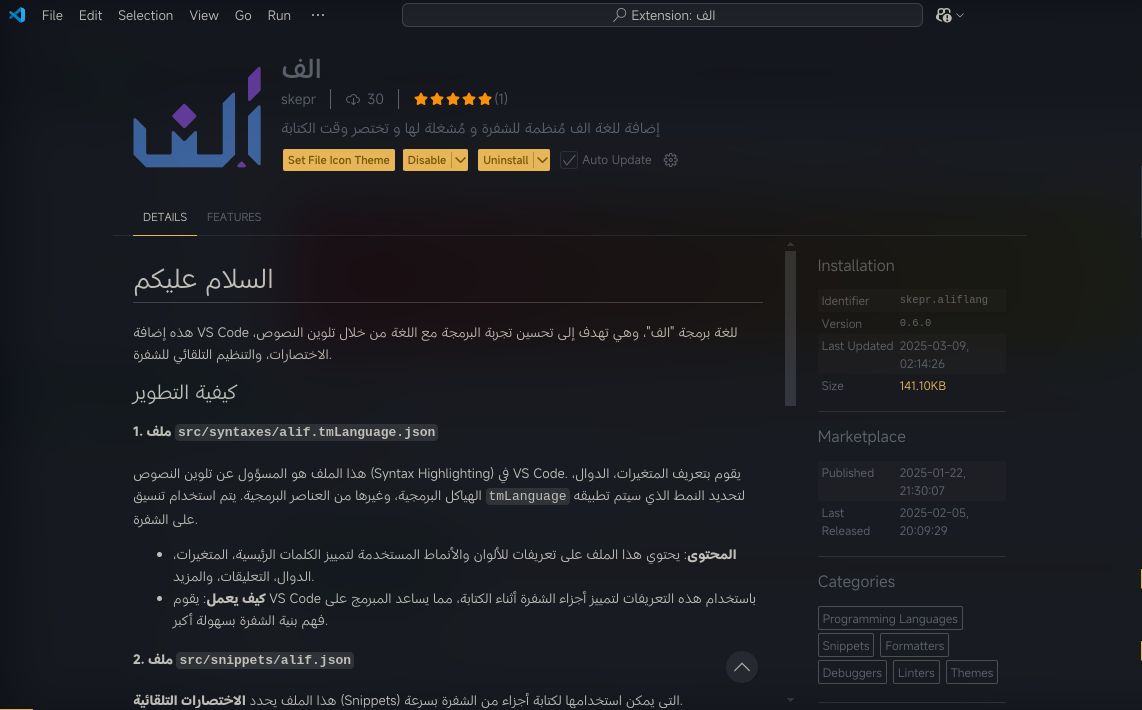 File Edit Selection View Go Run ···
Extension: الف
الف
skepr 30 (1)
إضافة للغة الف مُنظمة للشفرة و مُشغلة لها و تختصر وقت الكتابة
Set File Icon Theme Disable Uninstall Auto Update
DETAILS FEATURES
السلام عليكم
هذه إضافة VS Code للغة برمجة "الف"، وهي تهدف إلى تحسين تجربة البرمجة مع اللغة من خلال تلوين النصوص،
الاختصارات، والتنظيم التلقائي للشفرة.
كيفية التطوير
1. ملف src/syntaxes/alif.tmLanguage.json
هذا الملف هو المسؤول عن تلوين النصوص (Syntax Highlighting) في VS Code. يقوم بتعريف المتغيرات، الدوال،
الهياكل البرمجية، وغيرها من العناصر البرمجية. يتم استخدام تنسيق tmLanguage لتحديد النمط الذي سيتم تطبيقه
على الشفرة.
• المحتوى: يحتوي هذا الملف على تعريفات للألوان والأنماط المستخدمة لتمييز الكلمات الرئيسية، المتغيرات،
الدوال، التعليقات، والمزيد.
• كيف يعمل: يقوم VS Code باستخدام هذه التعريفات لتمييز أجزاء الشفرة أثناء الكتابة، مما يساعد المبرمج على
فهم بنية الشفرة بسهولة أكبر.
2. ملف src/snippets/alif.json
هذا الملف يحدد الاختصارات التلقائية (Snippets) التي يمكن استخدامها لكتابة أجزاء من الشفرة بسرعة.
Installation
Identifier skepr.aliflang
Version 0.6.0
Last Updated 2025-03-09,
02:14:26
Size 141.10KB
Marketplace
Published 2025-01-22,
21:30:07
Last 2025-02-05,
Released 20:09:29
Categories
Programming Languages
Snippets Formatters
Debuggers Linters Themes